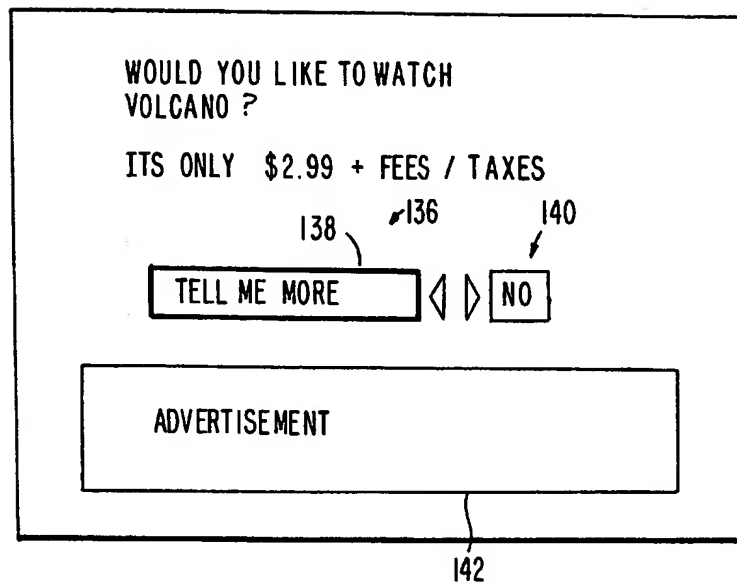 WOULD YOU LIKE TO WATCH
VOLCANO ?
ITS ONLY $2.99 + FEES / TAXES
138 136 140
TELL ME MORE NO
ADVERTISEMENT
142